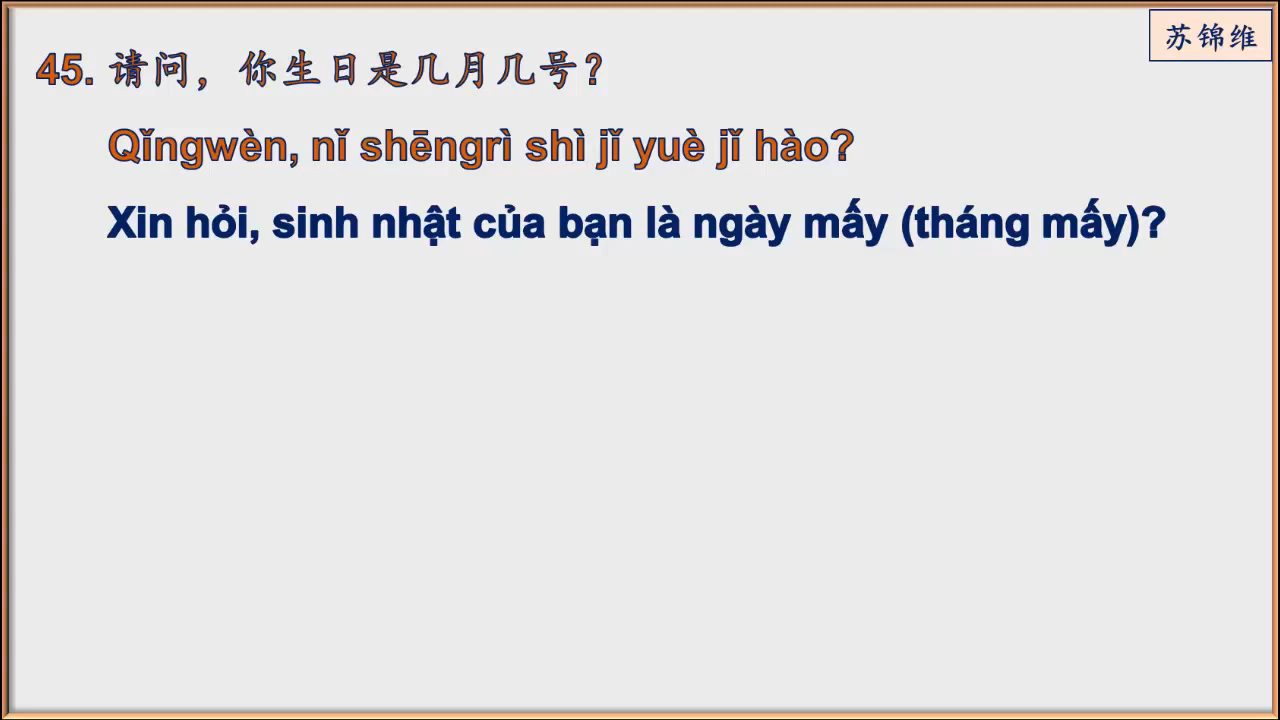 苏锦维
45. 请问，你生日是几月几号？
Qǐngwèn, nǐ shēngrì shì jǐ yuè jǐ hào?
Xin hỏi, sinh nhật của bạn là ngày mấy (tháng mấy)?